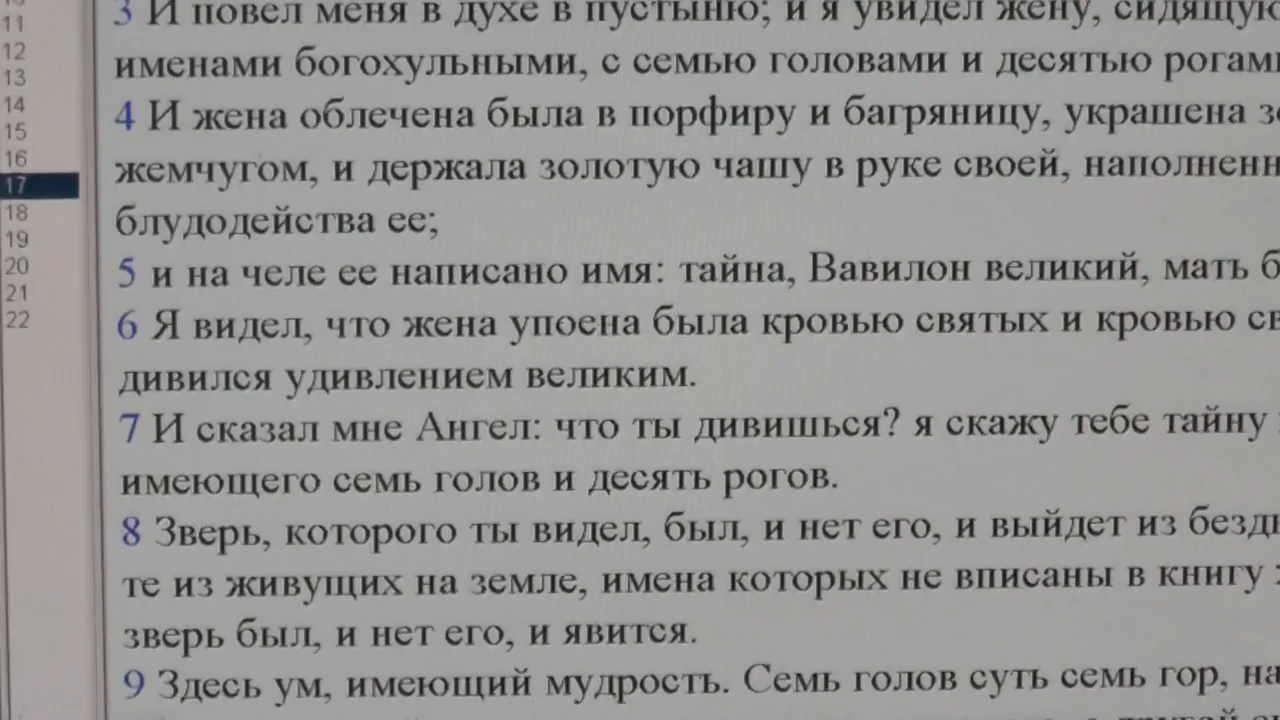 11
12
13
14
15
16
17
18
19
20
21
22
3 И повел меня в духе в пустыню; и я увидел жену,
именами богохульными, с семью головами и десятью
4 И жена облечена была в порфиру и багряницу, украшена
жемчугом, и держала золотую чашу в руке своей,
блудодейства ее;
5 и на челе ее написано имя: тайна, Вавилон великий, мать
6 Я видел, что жена упоена была кровью святых и кровью
дивился удивлением великим.
7 И сказал мне Ангел: что ты дивишься? я скажу тебе тайну
имеющего семь голов и десять рогов.
8 Зверь, которого ты видел, был, и нет его, и выйдет из
те из живущих на земле, имена которых не вписаны в книгу
зверь был, и нет его, и явится.
9 Здесь ум, имеющий мудрость. Семь голов суть семь гор,